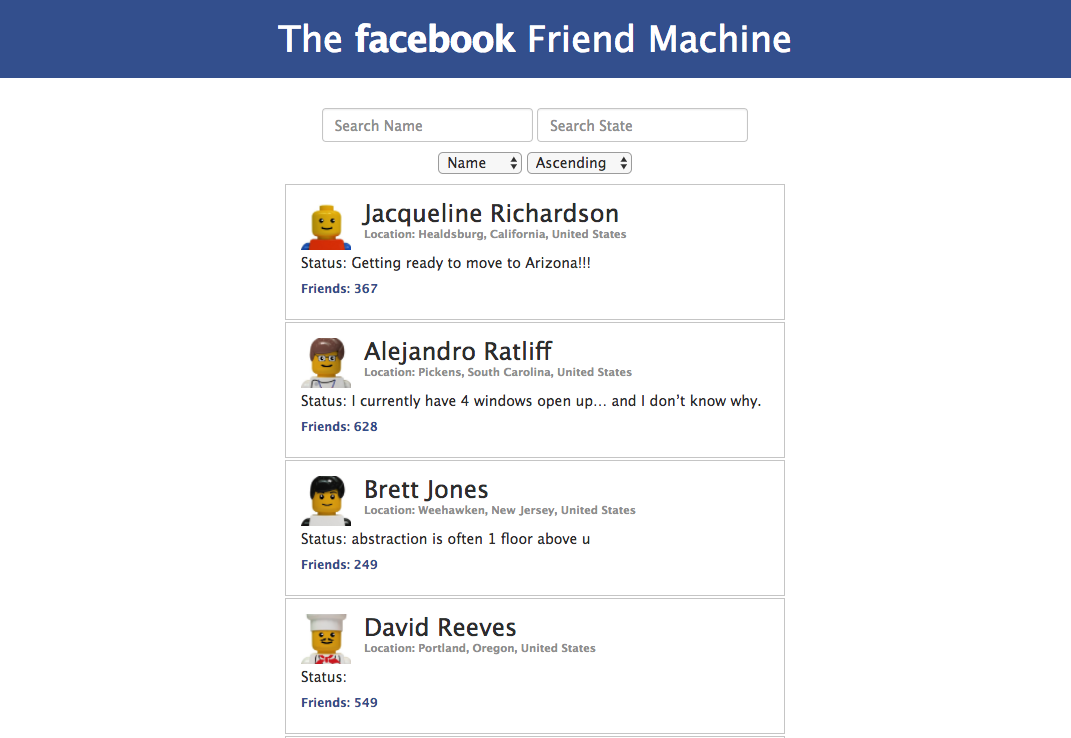 The facebook Friend Machine
Search Name Search State
Name Ascending
Jacqueline Richardson
Location: Healdsburg, California, United States
Status: Getting ready to move to Arizona!!!
Friends: 367
Alejandro Ratliff
Location: Pickens, South Carolina, United States
Status: I currently have 4 windows open up… and I don’t know why.
Friends: 628
Brett Jones
Location: Weehawken, New Jersey, United States
Status: abstraction is often 1 floor above u
Friends: 249
David Reeves
Location: Portland, Oregon, United States
Status:
Friends: 549